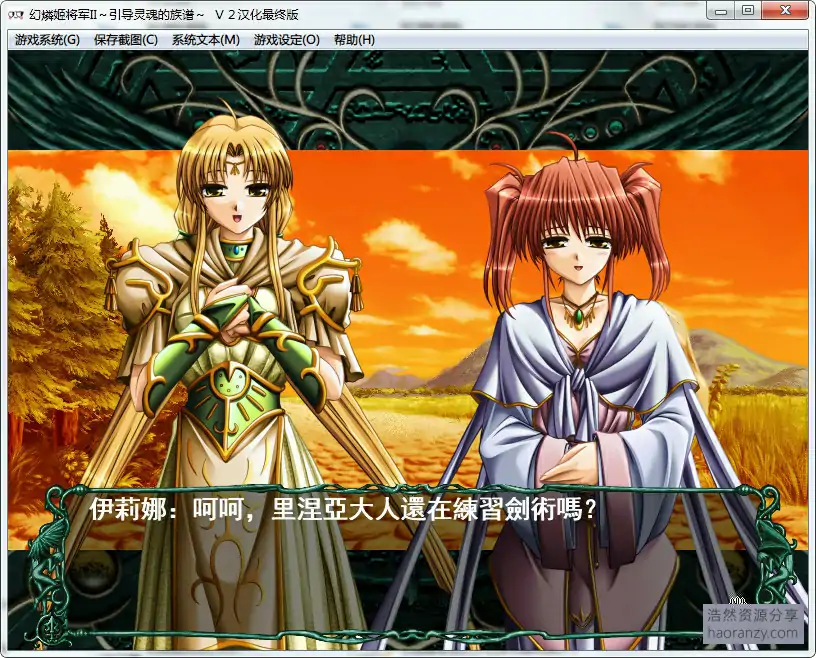 幻燐姬将军II～引导灵魂的族谱～ Ｖ２汉化最终版
游戏系统(G) 保存截图(C) 系统文本(M) 游戏设定(O) 帮助(H)
伊莉娜：呵呵，里涅亞大人還在練習劍術嗎？
浩然资源分享
haoranzy.com